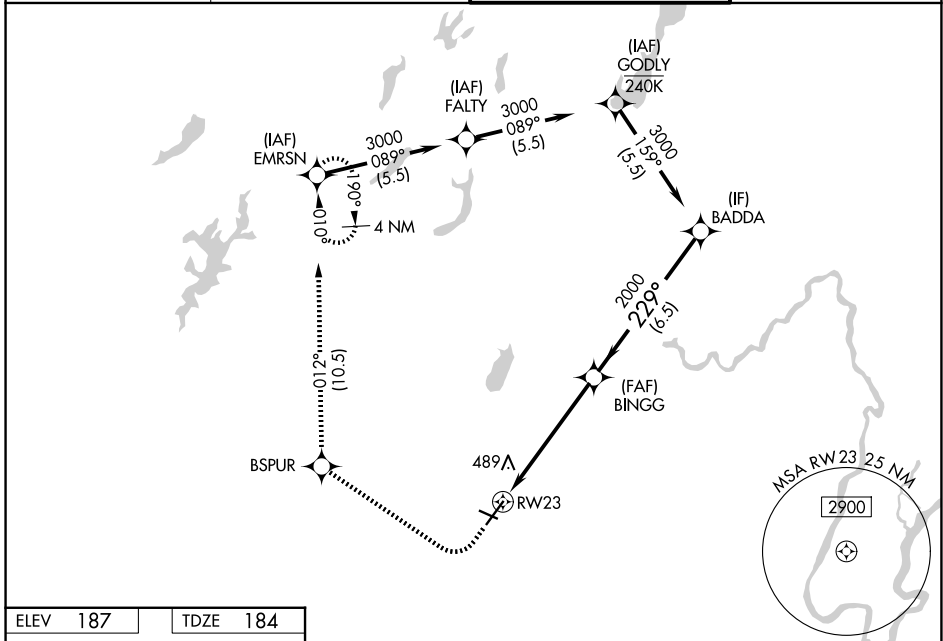 (IAF)
GODLY
240K
(IAF)
FALTY
3000
089°
(5.5)
(IAF)
EMRSN
3000
089°
(5.5)
3000
159°
(5.5)
(IF)
BADDA
190°
010°
4 NM
2000
229°
(6.5)
012°
(10.5)
(FAF)
BINGG
BSPUR
489
RW23
MSA RW23 25 NM
2900
ELEV 187
TDZE 184